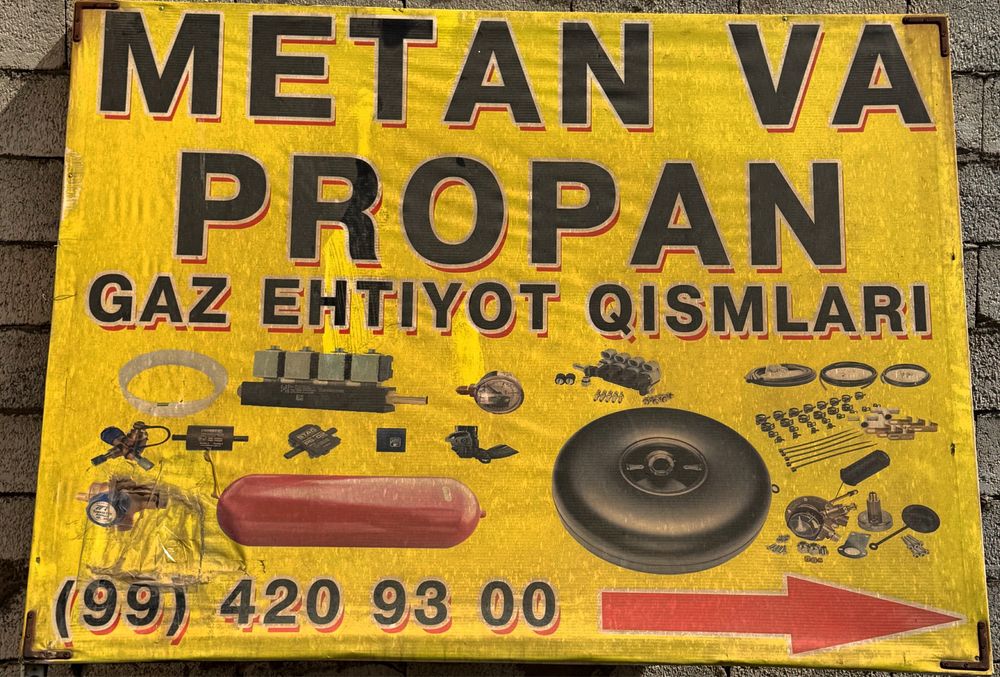 METAN VA
PROPAN
GAZ EHTIYOT QISMLARI
(99) 420 93 00